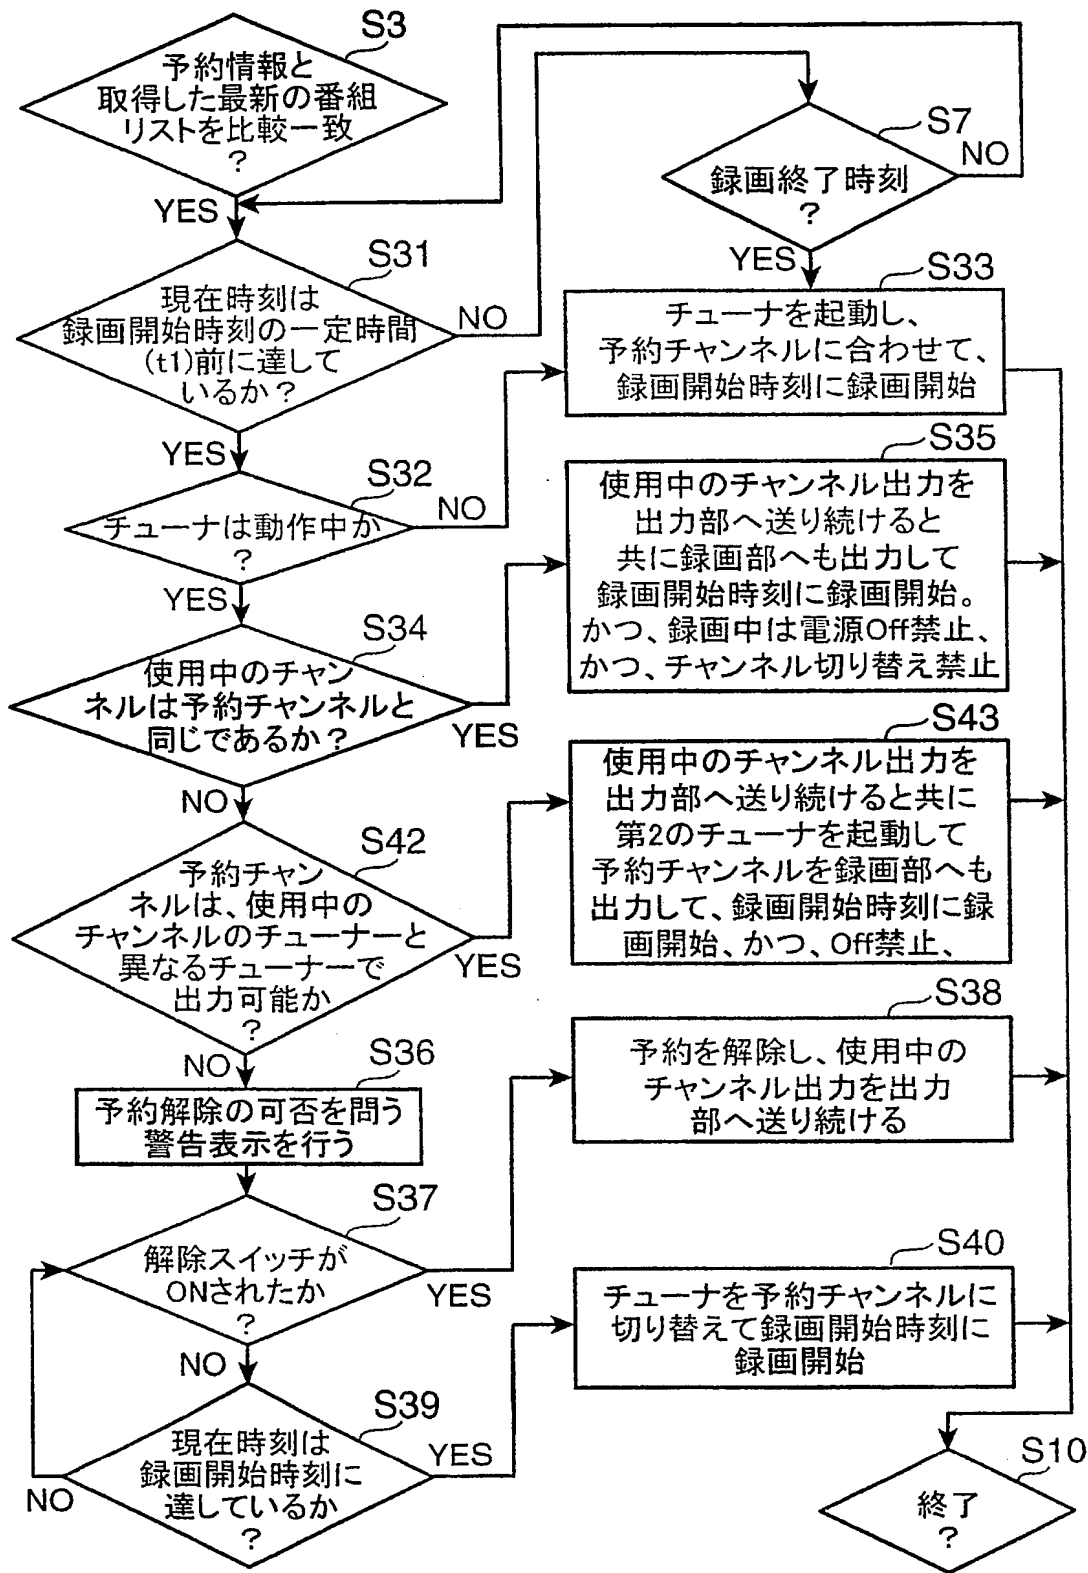 S3
予約情報と
取得した最新の番組
リストを比較一致
?
YES
S7
録画終了時刻
?
NO
YES
S31
現在時刻は
録画開始時刻の一定時間
(t1)前に達して
いるか?
NO
YES
S33
チューナを起動し、
予約チャンネルに合わせて、
録画開始時刻に録画開始
S32
チューナは動作中か
?
NO
YES
S35
使用中のチャンネル出力を
出力部へ送り続けると
共に録画部へも出力して
録画開始時刻に録画開始。
かつ、録画中は電源Off禁止、
かつ、チャンネル切り替え禁止
S34
使用中のチャン
ネルは予約チャンネルと
同じであるか?
YES
NO
S43
使用中のチャンネル出力を
出力部へ送り続けると共に
第2のチューナを起動して
予約チャンネルを録画部へも
出力して、録画開始時刻に録
画開始、かつ、Off禁止、
S42
予約チャン
ネルは、使用中の
チャンネルのチューナーと
異なるチューナーで
出力可能か
?
YES
NO
S38
予約を解除し、使用中の
チャンネル出力を出力
部へ送り続ける
S36
予約解除の可否を問う
警告表示を行う
S37
解除スイッチが
ONされたか
?
YES
NO
S40
チューナを予約チャンネルに
切り替えて録画開始時刻に
録画開始
S39
現在時刻は
録画開始時刻に
達しているか
?
YES
NO
S10
終了
?